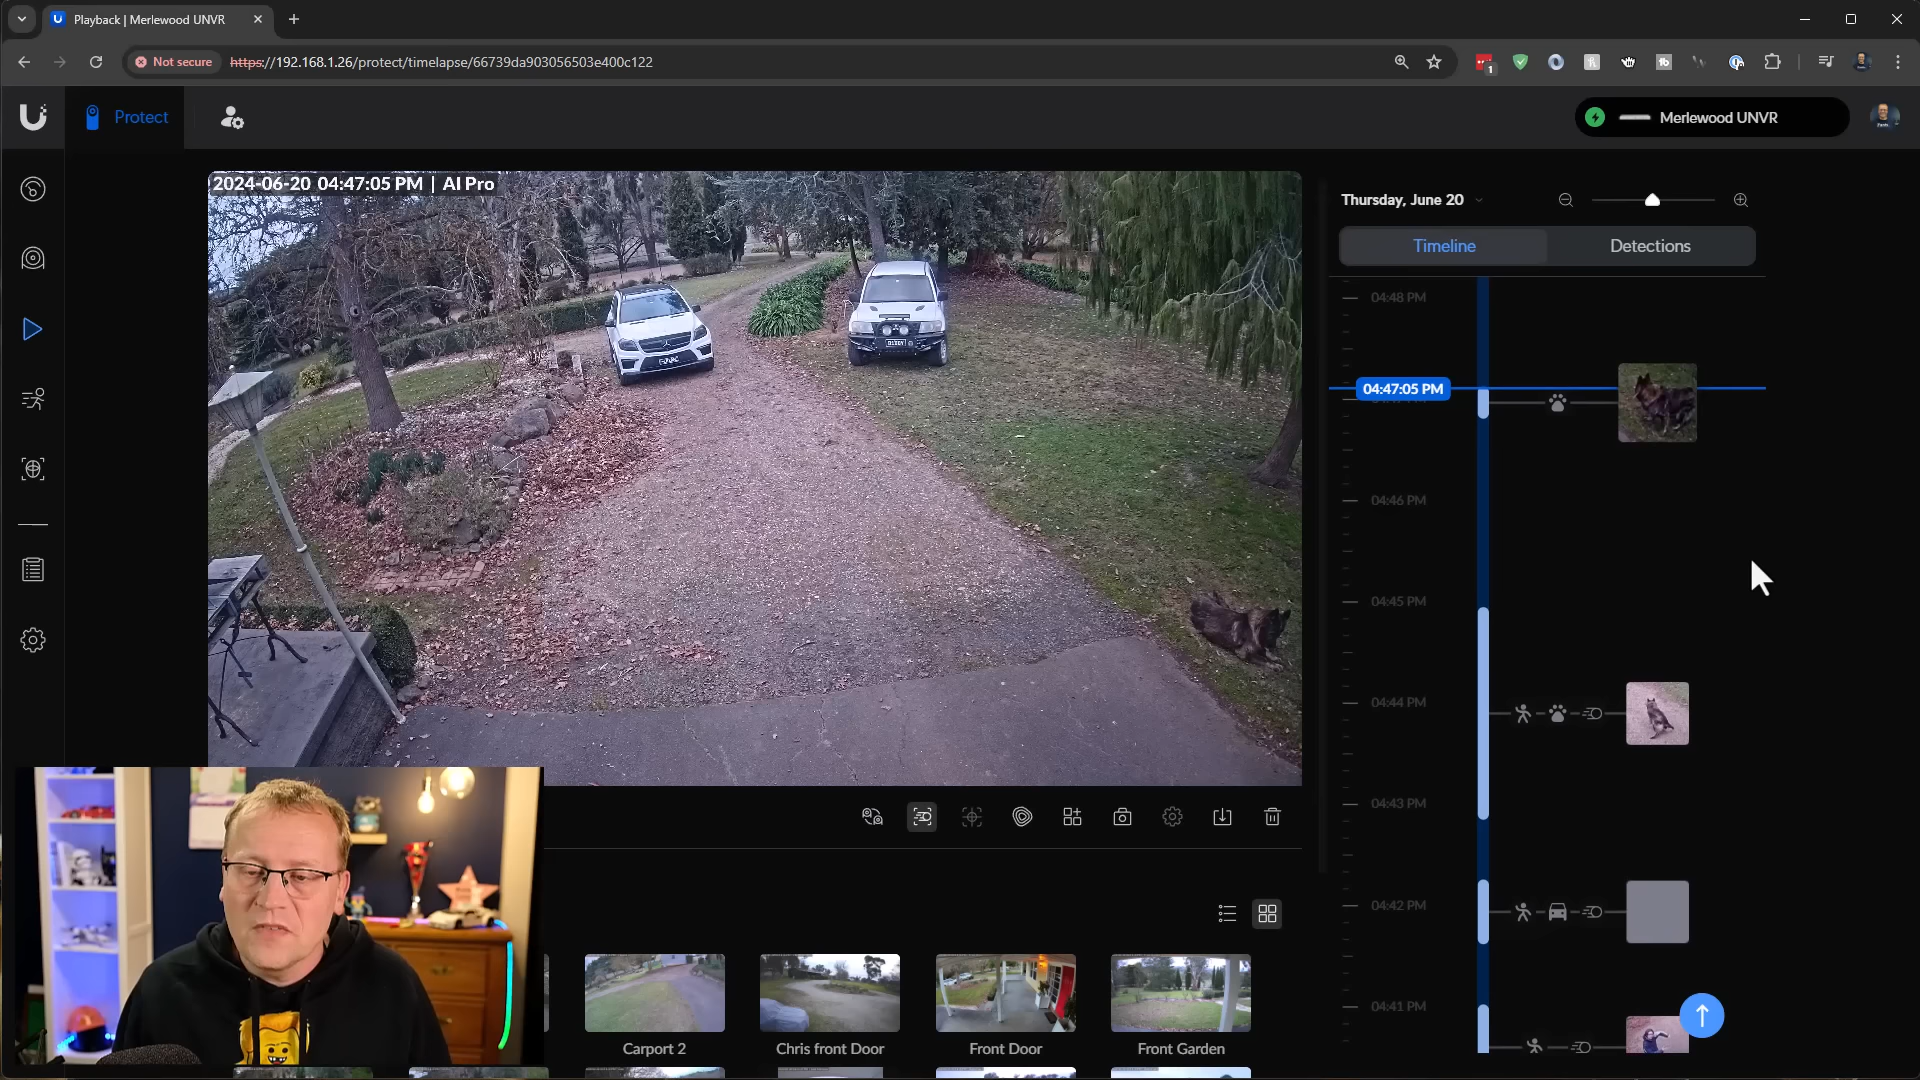 Playback | Merlewood UNVR
Not secure
https://192.168.1.26/protect/timelapse/66739da903056503e400c122
1
Protect
Merlewood UNVR
2024-06-20 04:47:05 PM | AI Pro
Thursday, June 20
Timeline
Detections
04:48 PM
04:47:05 PM
04:46 PM
04:45 PM
04:44 PM
04:43 PM
04:42 PM
04:41 PM
Carport 2
Chris front Door
Front Door
Front Garden